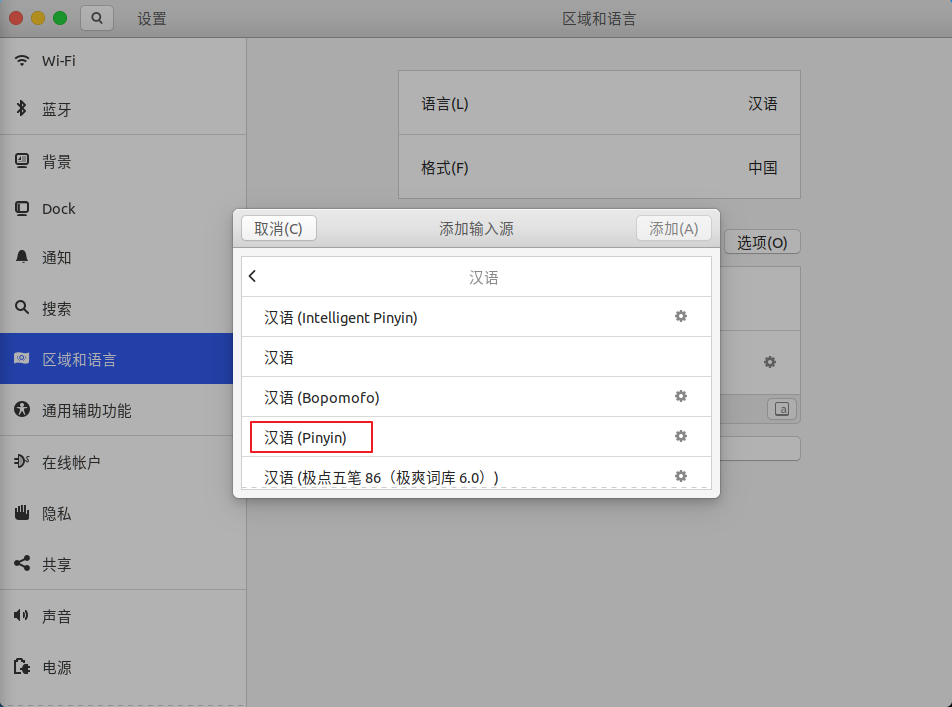 设置
区域和语言
Wi-Fi
蓝牙
背景
Dock
通知
搜索
区域和语言
通用辅助功能
在线帐户
隐私
共享
声音
电源
语言(L)
汉语
格式(F)
中国
选项(O)
取消(C)
添加输入源
添加(A)
汉语
汉语 (Intelligent Pinyin)
汉语
汉语 (Bopomofo)
汉语 (Pinyin)
汉语 (极点五笔 86（极爽词库 6.0）)
a